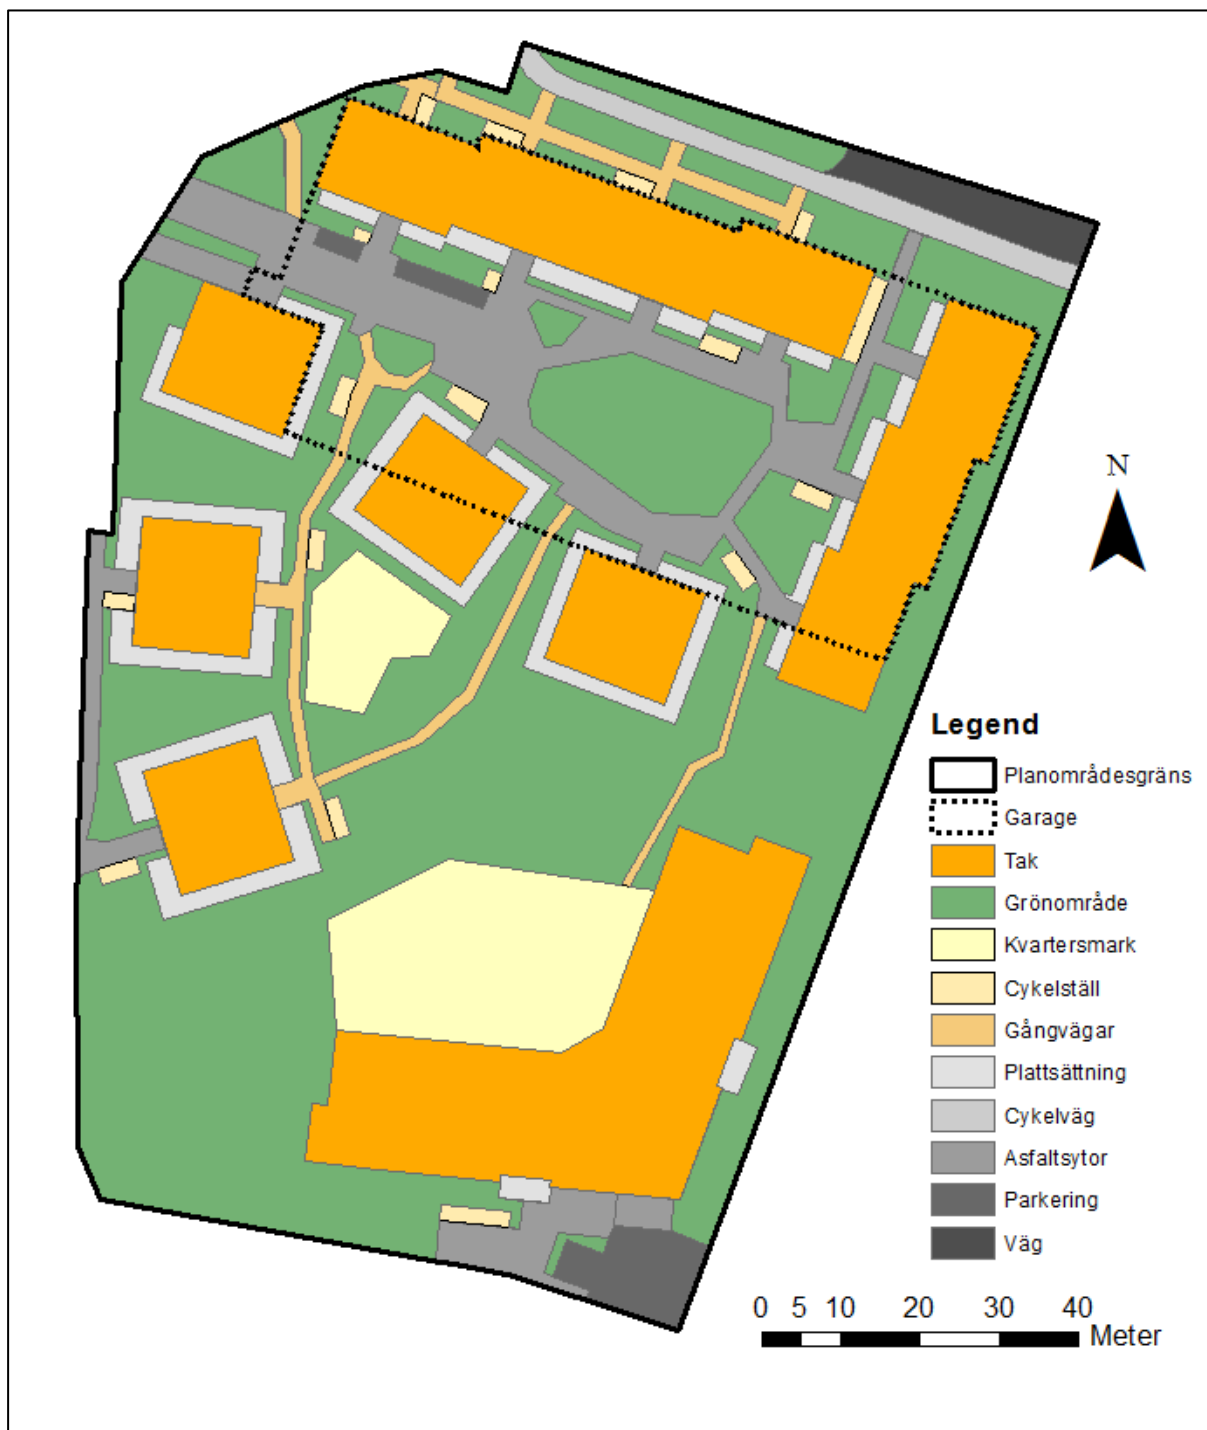 N
Legend
Planområdesgräns
Garage
Tak
Grönområde
Kvartersmark
Cykelställ
Gångvägar
Plattsättning
Cykelväg
Asfaltsytor
Parkering
Väg
0 5 10 20 30 40
Meter